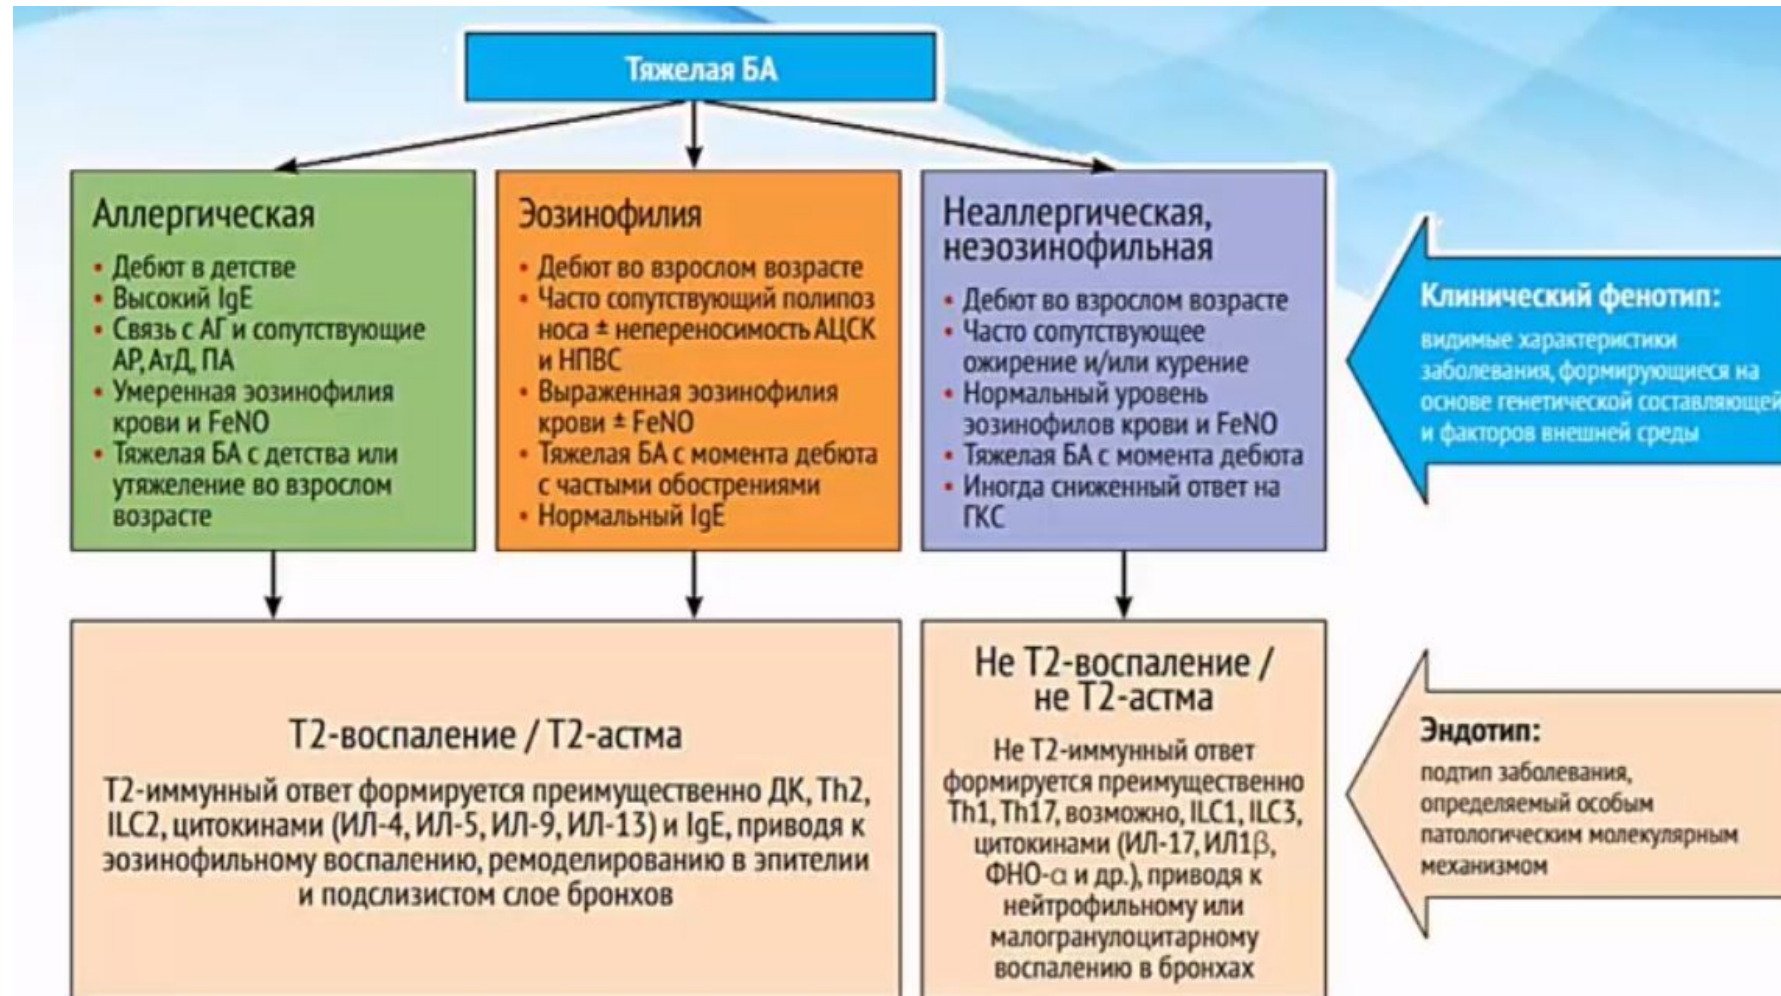 Тяжелая БА
Аллергическая
• Дебют в детстве
• Высокий IgE
• Связь с АГ и сопутствующие
АР, АтД, ПА
• Умеренная эозинофилия
крови и FeNO
• Тяжелая БА с детства или
утяжеление во взрослом
возрасте
Эозинофилия
• Дебют во взрослом возрасте
• Часто сопутствующий полипоз
носа ± непереносимость АЦСК
и НПВС
• Выраженная эозинофилия
крови ± FeNO
• Тяжелая БА с момента дебюта
с частыми обострениями
• Нормальный IgE
Неаллергическая,
неэозинофильная
• Дебют во взрослом возрасте
• Часто сопутствующее
ожирение и/или курение
• Нормальный уровень
эозинофилов крови и FeNO
• Тяжелая БА с момента дебюта
• Иногда сниженный ответ на
ГКС
Клинический фенотип:
видимые характеристики
заболевания, формирующиеся на
основе генетической составляющей
и факторов внешней среды
Т2-воспаление / Т2-астма
Т2-иммунный ответ формируется преимущественно ДК, Th2,
ILC2, цитокинами (ИЛ-4, ИЛ-5, ИЛ-9, ИЛ-13) и IgE, приводя к
эозинофильному воспалению, ремоделированию в эпителии
и подслизистом слое бронхов
Не Т2-воспаление /
не Т2-астма
Не Т2-иммунный ответ
формируется преимущественно
Th1, Th17, возможно, ILC1, ILC3,
цитокинами (ИЛ-17, ИЛ1β,
ФНО-α и др.), приводя к
нейтрофильному или
малогранулоцитарному
воспалению в бронхах
Эндотип:
подтип заболевания,
определяемый особым
патологическим молекулярным
механизмом